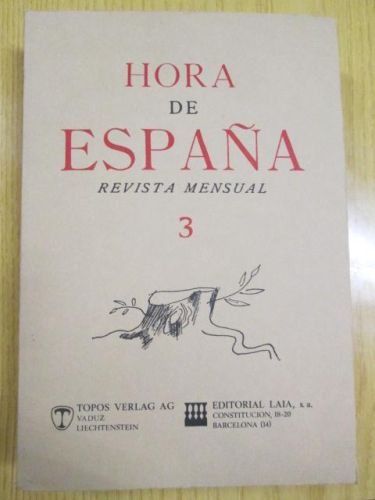 HORA
DE
ESPAÑA
REVISTA MENSUAL
3
TOPOS VERLAG AG
VADUZ
LIECHTENSTEIN
EDITORIAL LAIA, s. a.
CONSTITUCION, 18-20
BARCELONA (14)